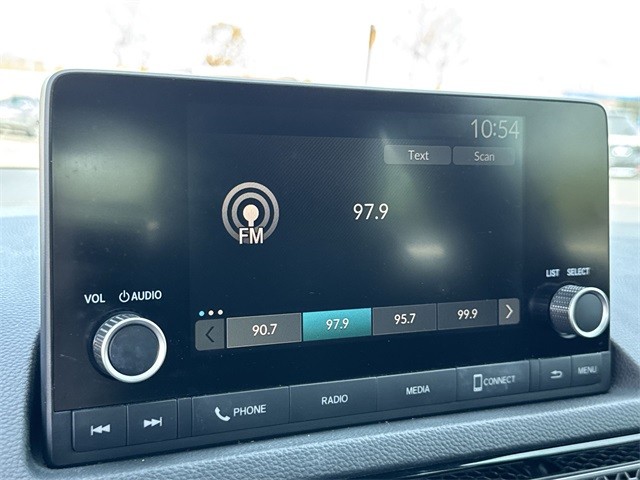 10:54
Text Scan
97.9
FM
LIST SELECT
VOL AUDIO
90.7 97.9 95.7 99.9
PHONE RADIO MEDIA CONNECT MENU